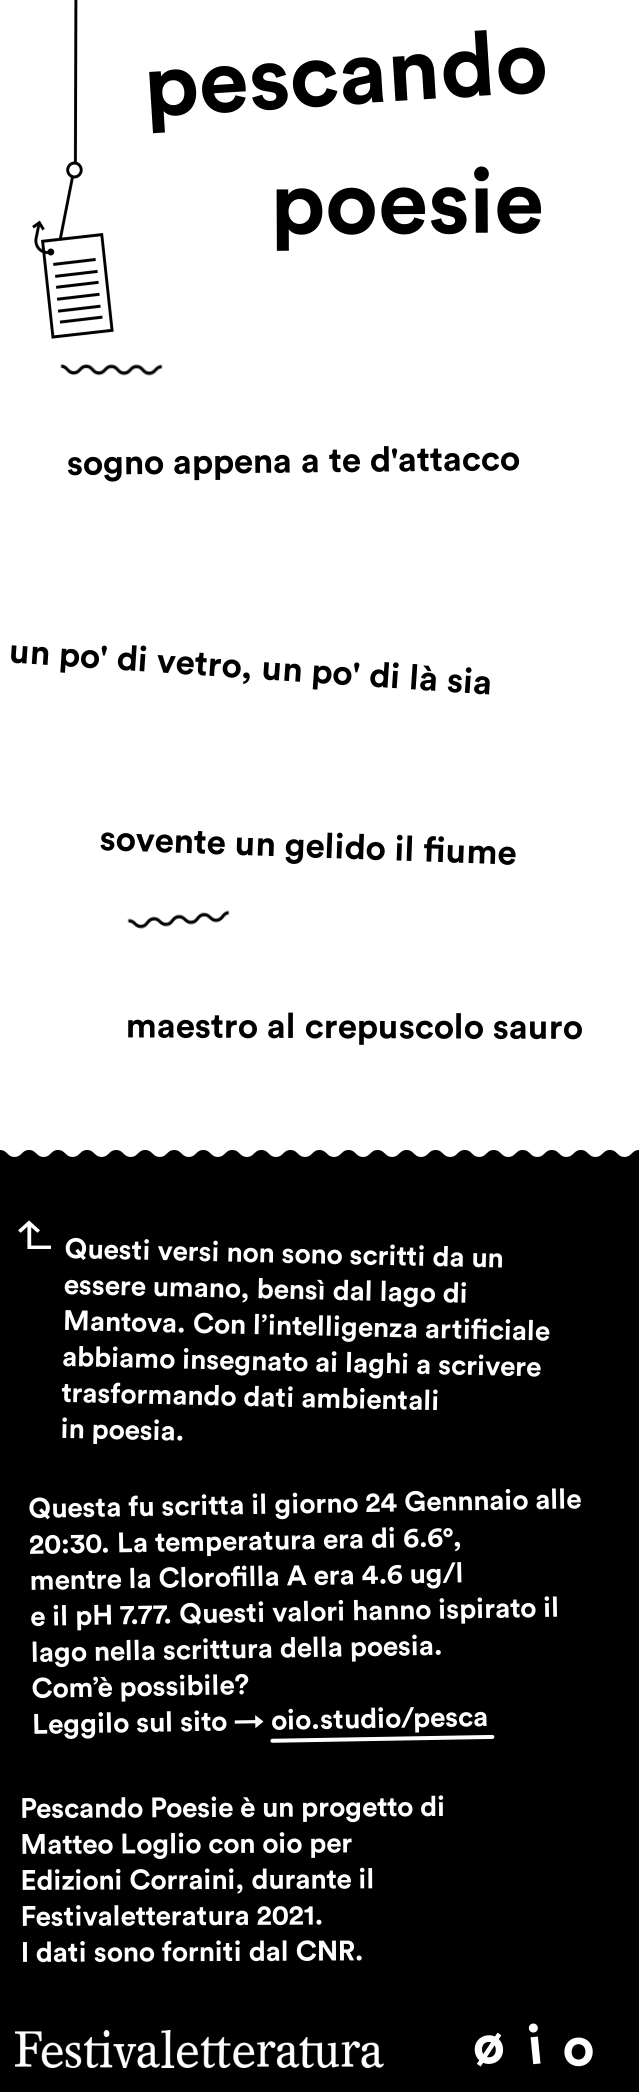 pescando
poesie
sogno appena a te d'attacco
un po' di vetro, un po' di là sia
sovente un gelido il fiume
maestro al crepuscolo sauro
Questi versi non sono scritti da un
essere umano, bensì dal lago di
Mantova. Con l’intelligenza artificiale
abbiamo insegnato ai laghi a scrivere
trasformando dati ambientali
in poesia.
Questa fu scritta il giorno 24 Gennnaio alle
20:30. La temperatura era di 6.6°,
mentre la Clorofilla A era 4.6 ug/l
e il pH 7.77. Questi valori hanno ispirato il
lago nella scrittura della poesia.
Com’è possibile?
Leggilo sul sito → oio.studio/pesca
Pescando Poesie è un progetto di
Matteo Loglio con oio per
Edizioni Corraini, durante il
Festivaletteratura 2021.
I dati sono forniti dal CNR.
Festivaletteratura øio